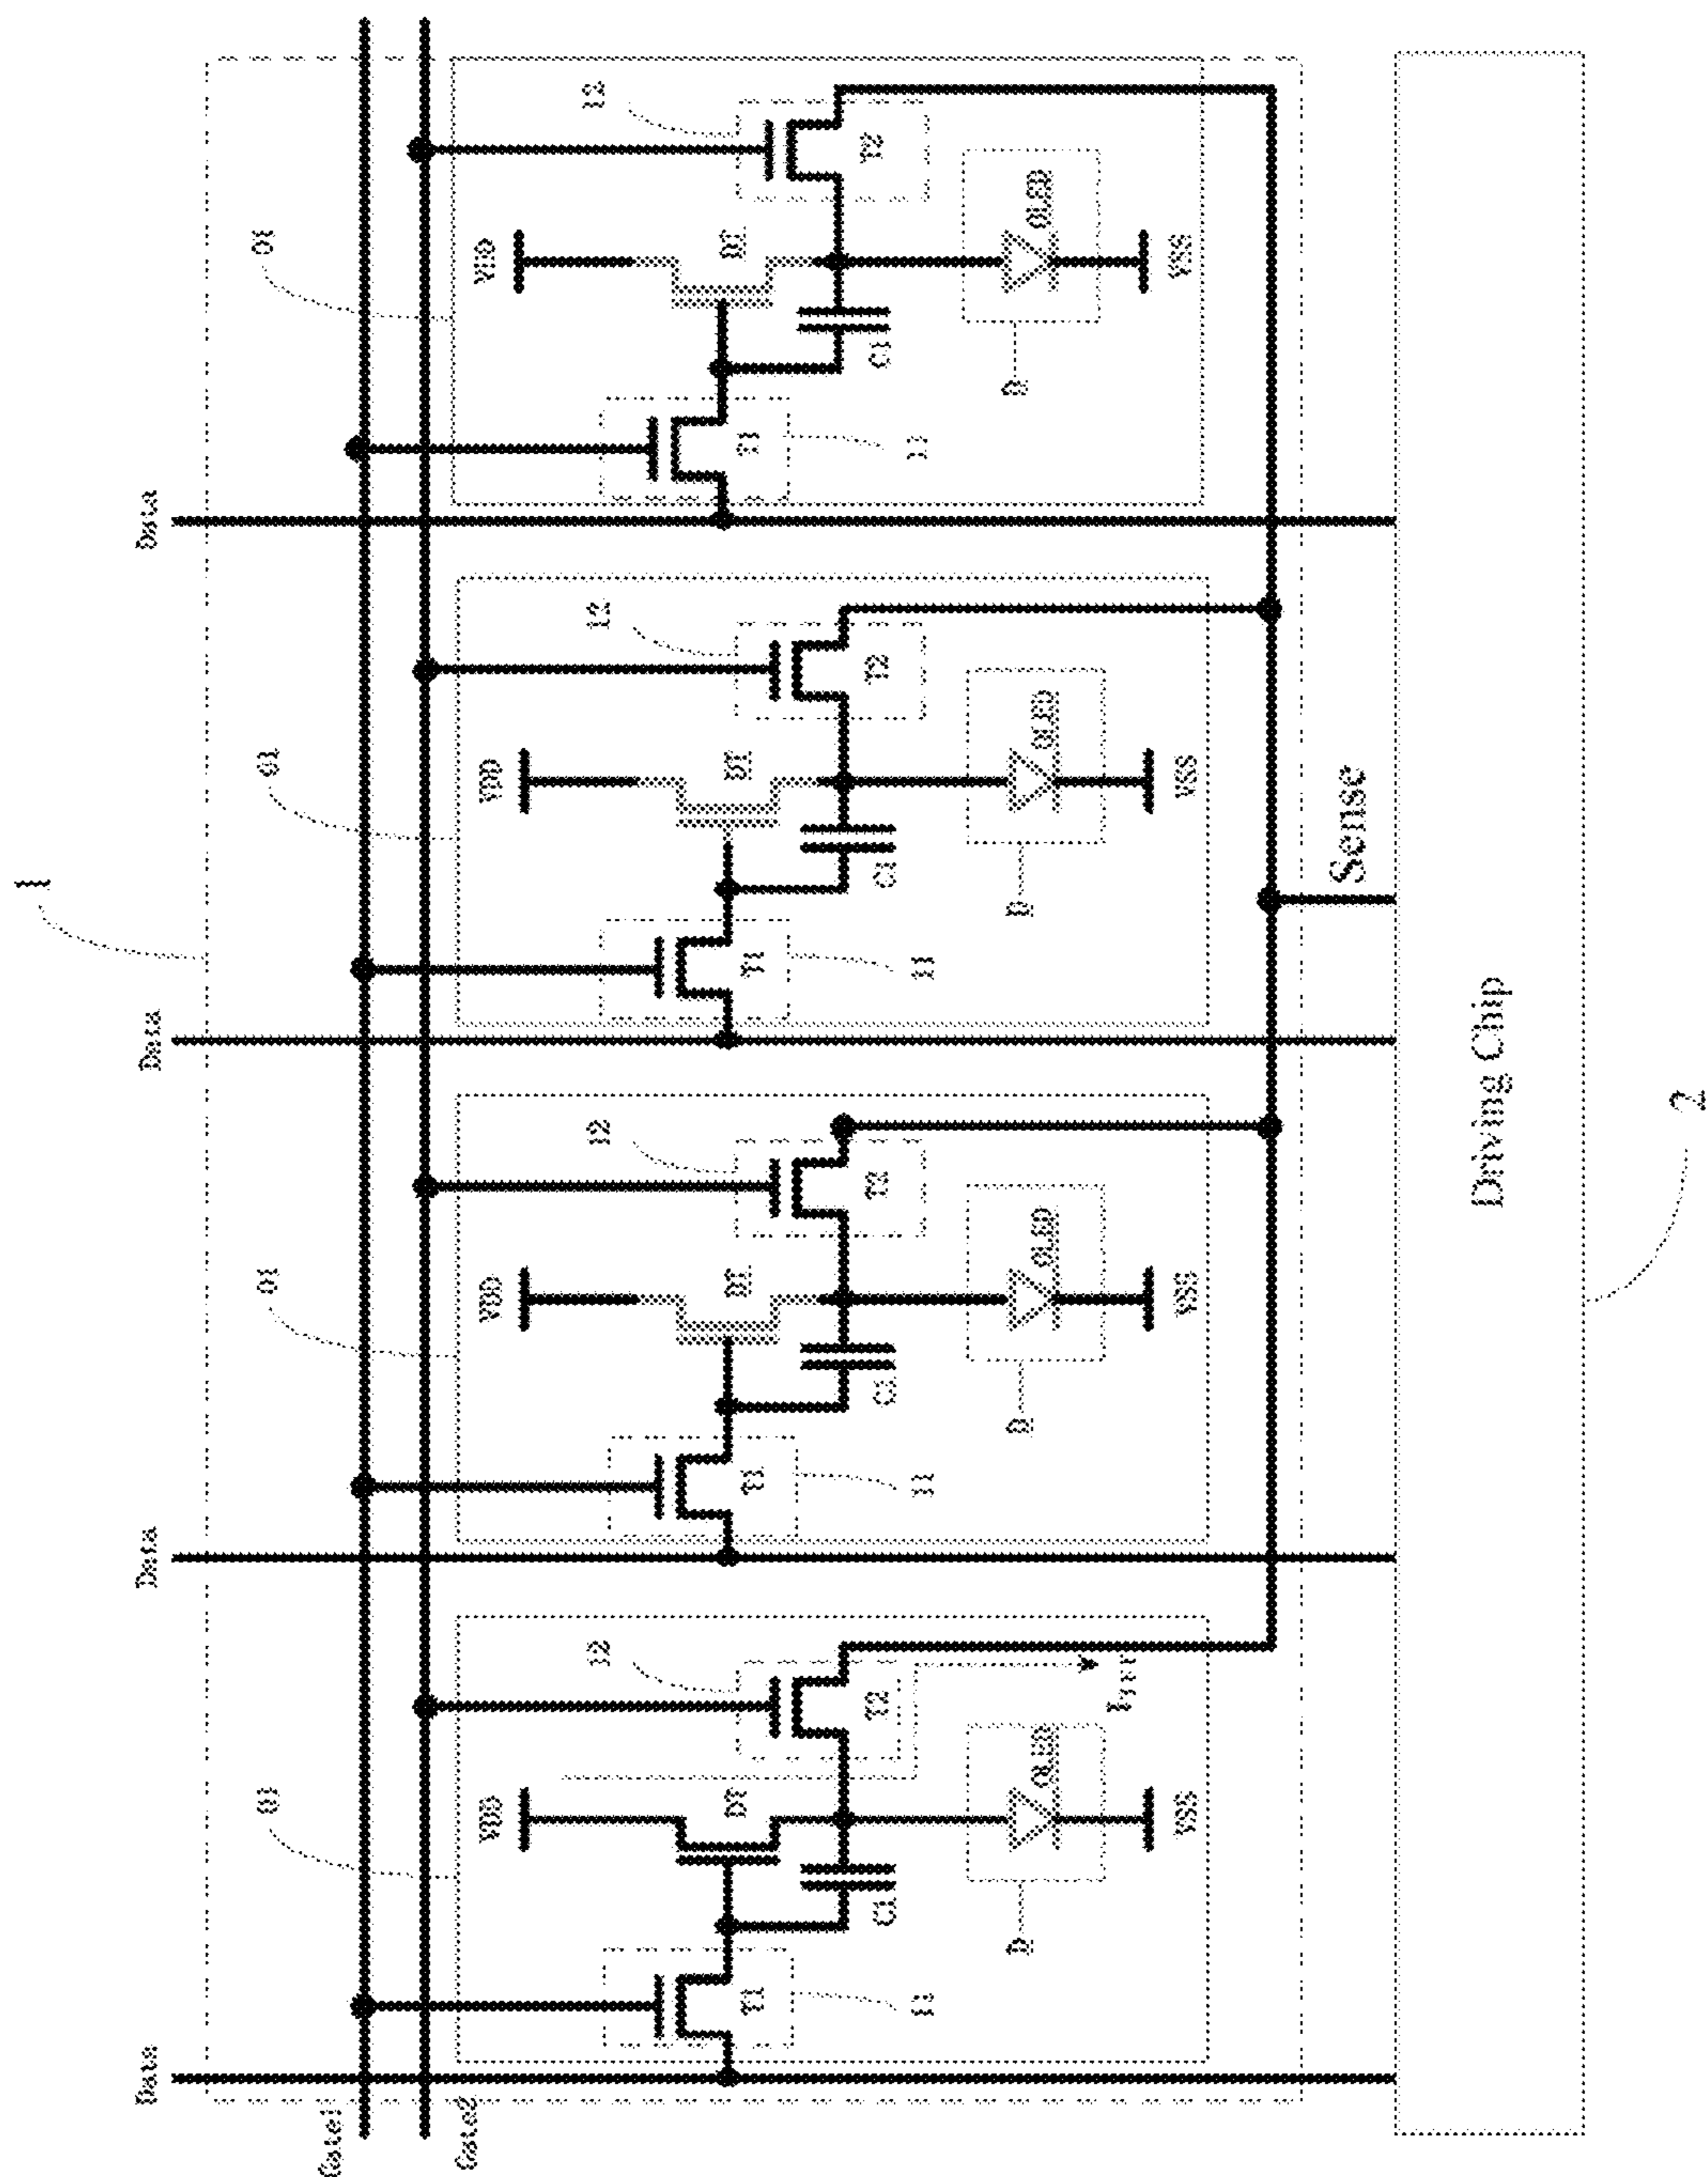 1
Data
Data
Data
Data
Gate1
Gate2
01
01
01
01
12
12
12
12
VDD
VDD
VDD
VDD
DT
DT
DT
DT
T1
T1
T1
T1
T2
T2
T2
T2
C1
C1
C1
C1
11
11
11
11
OLED
OLED
OLED
OLED
D
D
D
D
VSS
VSS
VSS
VSS
Sense
Driving Chip
2